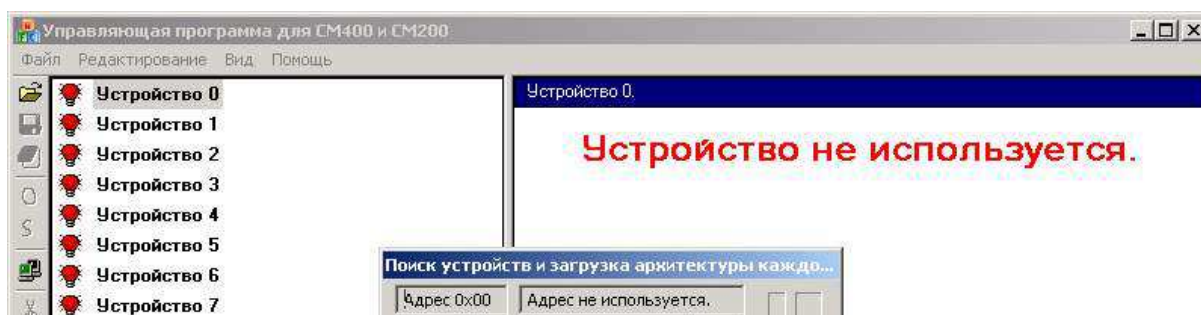 Управляющая программа для CM400 и CM200
Файл Редактирование Вид Помощь
Устройство 0
Устройство 1
Устройство 2
Устройство 3
Устройство 4
Устройство 5
Устройство 6
Устройство 7
Устройство 0.
Устройство не используется.
Поиск устройств и загрузка архитектуры каждо...
Адрес 0x00
Адрес не используется.